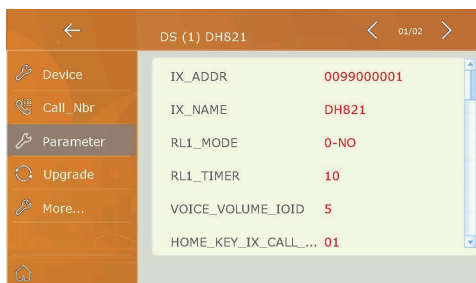 DS (1) DH821
01/02
Device
Call_Nbr
Parameter
Upgrade
More...
IX_ADDR 0099000001
IX_NAME DH821
RL1_MODE 0-NO
RL1_TIMER 10
VOICE_VOLUME_IOID 5
HOME_KEY_IX_CALL_... 01